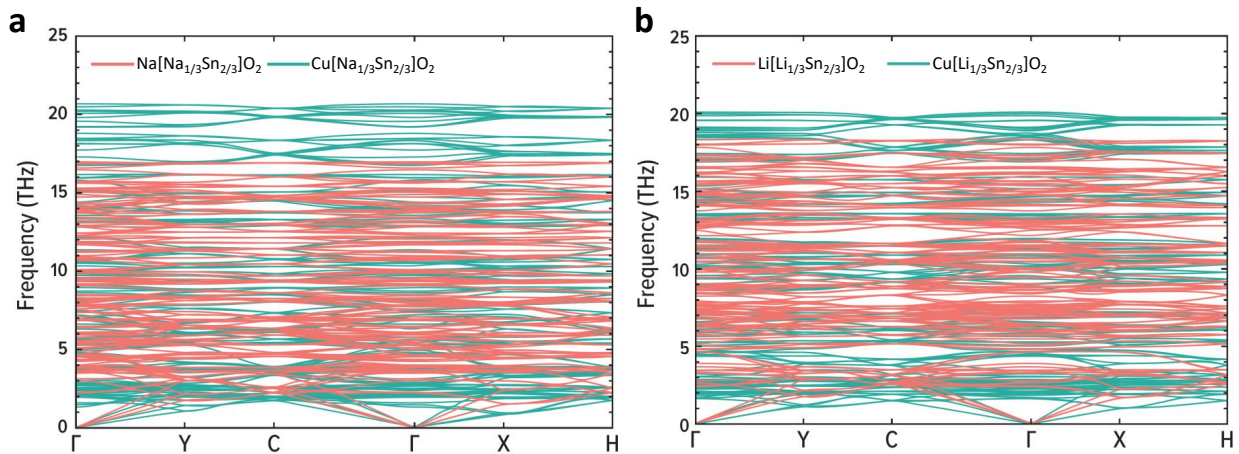 a
25
20
15
10
5
0
Frequency (THz)
Na[Na1/3Sn2/3]O2
Cu[Na1/3Sn2/3]O2
Γ Y C Γ X H
b
25
20
15
10
5
0
Frequency (THz)
Li[Li1/3Sn2/3]O2
Cu[Li1/3Sn2/3]O2
Γ Y C Γ X H